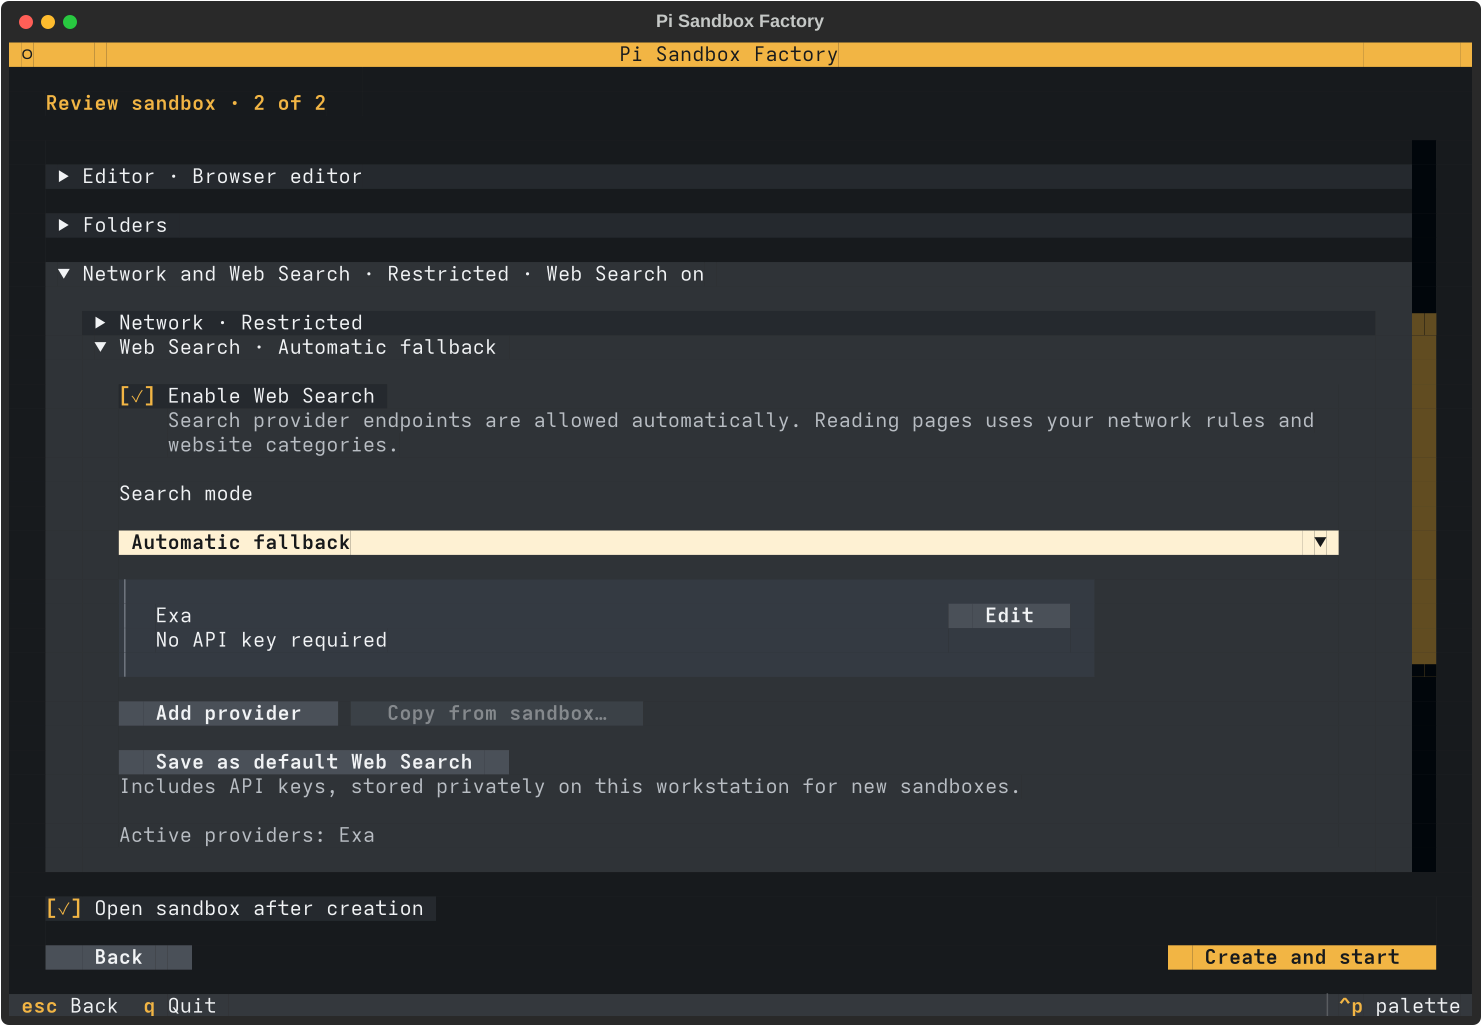 Pi Sandbox Factory
Pi Sandbox Factory
Review sandbox · 2 of 2
▶ Editor · Browser editor
▶ Folders
▼ Network and Web Search · Restricted · Web Search on
▶ Network · Restricted
▼ Web Search · Automatic fallback
[✓] Enable Web Search
Search provider endpoints are allowed automatically. Reading pages uses your network rules and
website categories.
Search mode
Automatic fallback ▼
Exa
Edit
No API key required
Add provider
Copy from sandbox…
Save as default Web Search
Includes API keys, stored privately on this workstation for new sandboxes.
Active providers: Exa
[✓] Open sandbox after creation
Back
Create and start
esc Back q Quit
^p palette